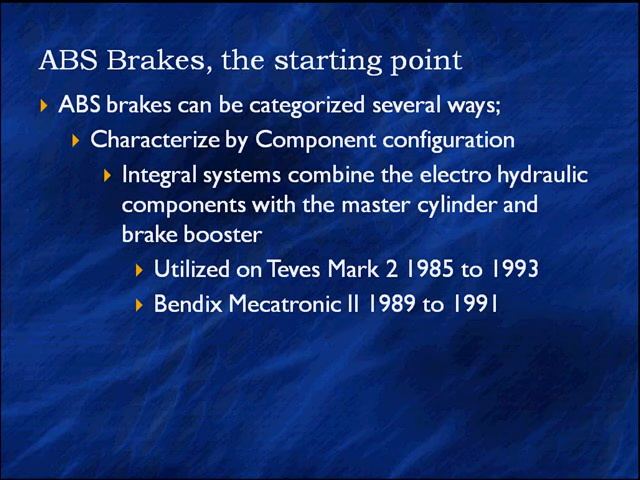 ABS Brakes, the starting point
ABS brakes can be categorized several ways;
Characterize by Component configuration
Integral systems combine the electro hydraulic
components with the master cylinder and
brake booster
Utilized on Teves Mark 2 1985 to 1993
Bendix Mecatronic II 1989 to 1991